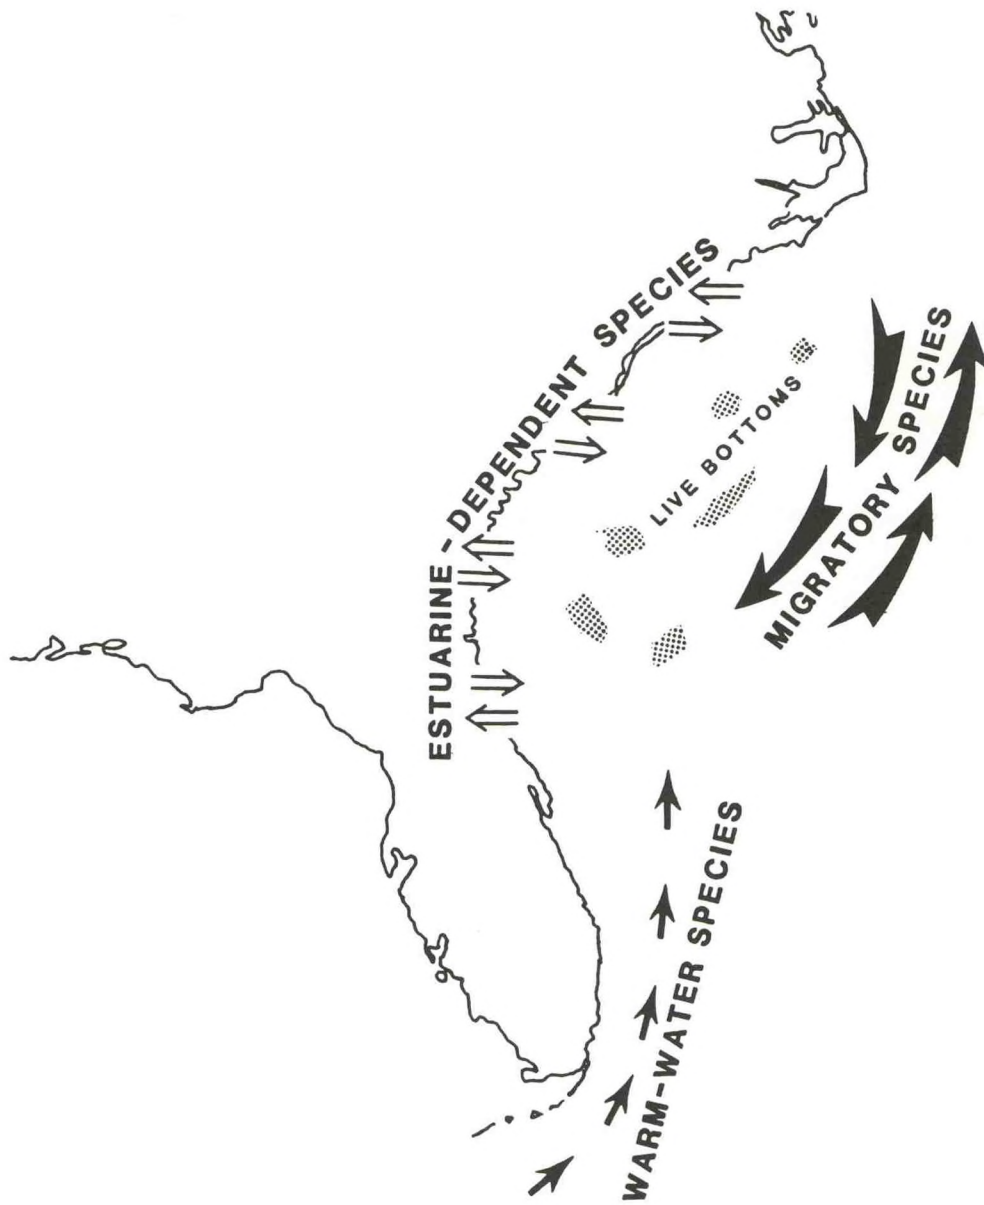 ESTUARINE - DEPENDENT SPECIES
LIVE BOTTOMS
MIGRATORY SPECIES
WARM-WATER SPECIES